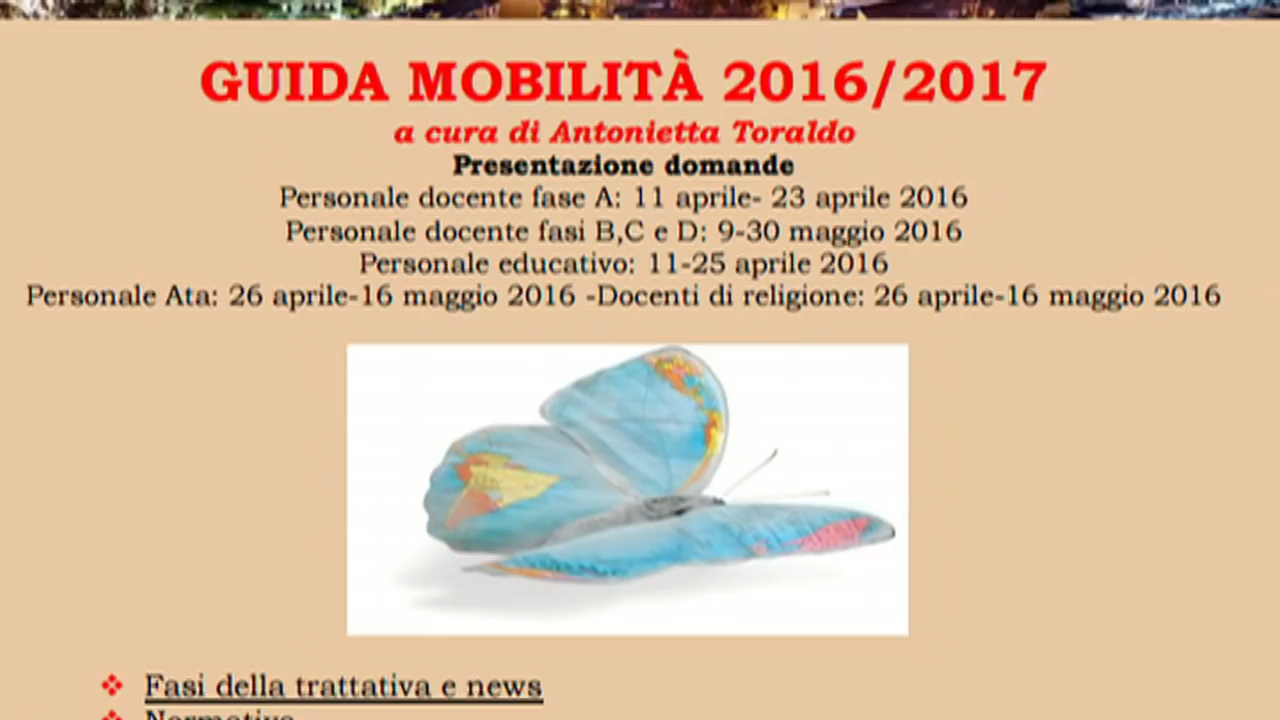 GUIDA MOBILITÀ 2016/2017
a cura di Antonietta Toraldo
Presentazione domande
Personale docente fase A: 11 aprile- 23 aprile 2016
Personale docente fasi B,C e D: 9-30 maggio 2016
Personale educativo: 11-25 aprile 2016
Personale Ata: 26 aprile-16 maggio 2016 -Docenti di religione: 26 aprile-16 maggio 2016
Fasi della trattativa e news
Normativa